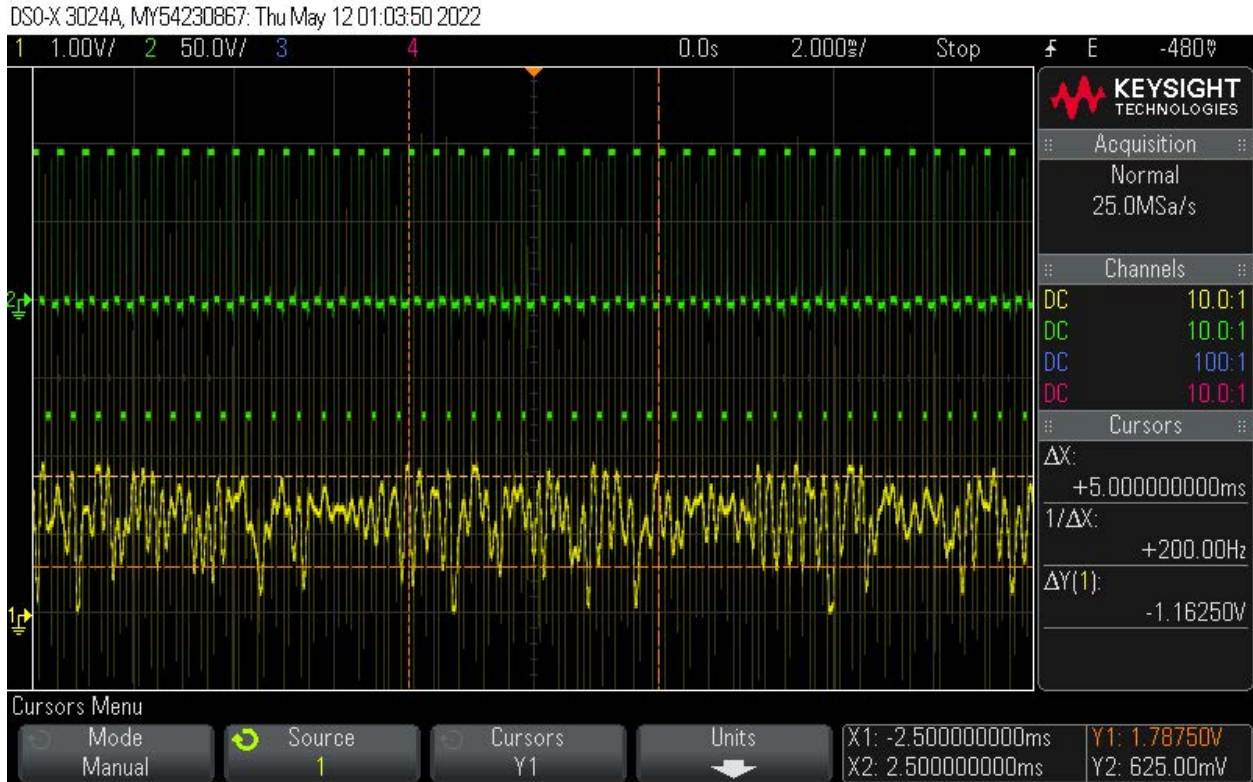 DSO-X 3024A, MY54230867: Thu May 12 01:03:50 2022
1 1.00V/ 2 50.0V/ 3 4 0.0s 2.000ms/ Stop E -480V
KEYSIGHT
TECHNOLOGIES
Acquisition
Normal
25.0MSa/s
Channels
DC 10.0:1
DC 10.0:1
DC 100:1
DC 10.0:1
Cursors
ΔX:
+5.000000000ms
1/ΔX:
+200.00Hz
ΔY(1):
-1.16250V
2
1
Cursors Menu
Mode Source Cursors Units
Manual 1 Y1
X1: -2.500000000ms Y1: 1.78750V
X2: 2.500000000ms Y2: 625.00mV